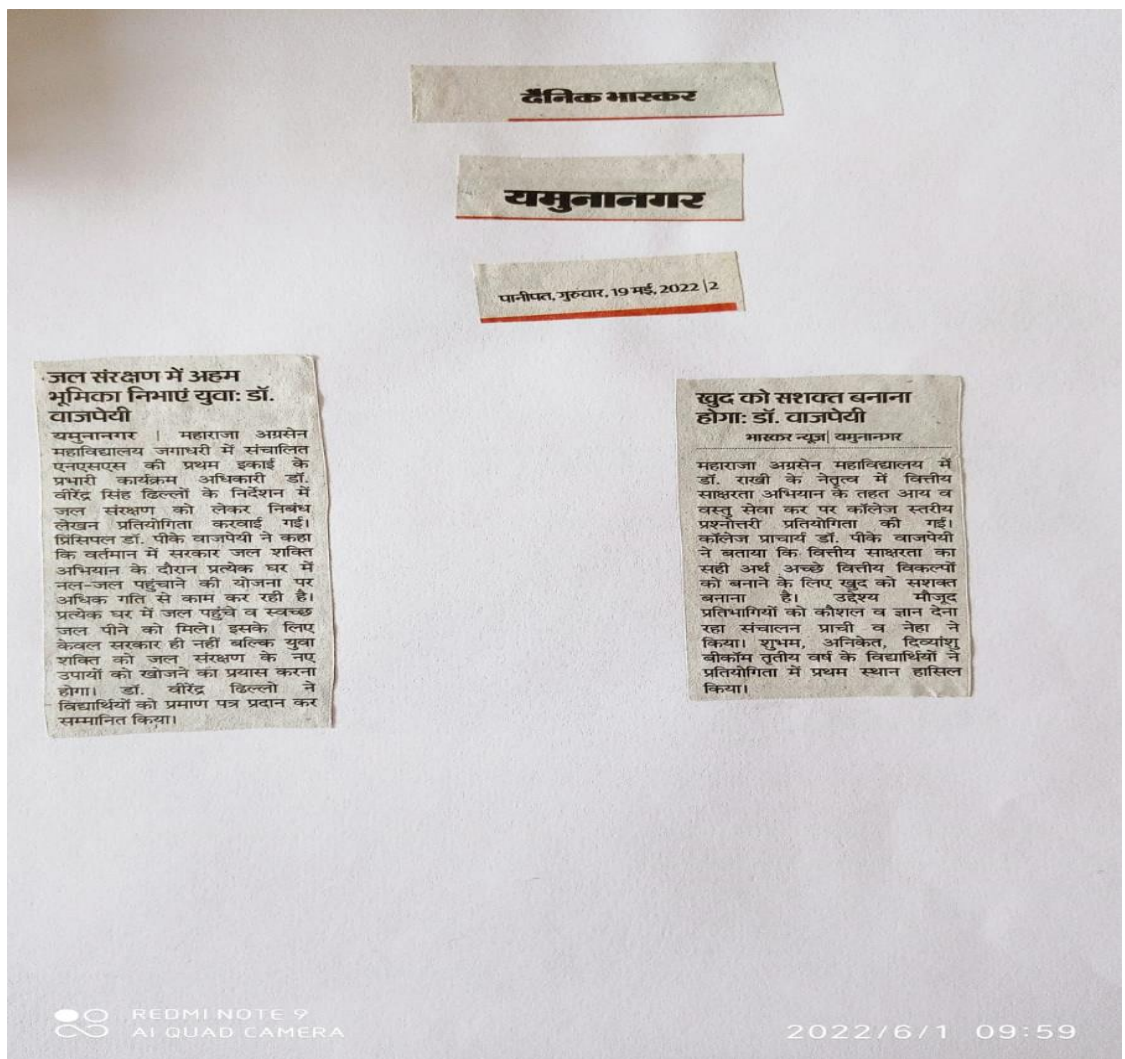 दैनिक भास्कर
यमुनानगर
पानीपत, गुरुवार, 19 मई, 2022 | 2
जल संरक्षण में अहम
भूमिका निभाएं युवा: डॉ.
वाजपेयी
यमुनानगर | महाराजा अग्रसेन
महाविद्यालय जगाधरी में संचालित
एनएसएस की प्रथम इकाई के
प्रभारी कार्यक्रम अधिकारी डॉ.
वीरेंद्र सिंह ढिल्लों के निर्देशन में
जल संरक्षण को लेकर निबंध
लेखन प्रतियोगिता करवाई गई।
प्रिंसिपल डॉ. पीके वाजपेयी ने कहा
कि वर्तमान में सरकार जल शक्ति
अभियान के दौरान प्रत्येक घर में
नल-जल पहुंचाने की योजना पर
अधिक गति से काम कर रही है।
प्रत्येक घर में जल पहुंचे व स्वच्छ
जल पीने को मिले। इसके लिए
केवल सरकार ही नहीं बल्कि युवा
शक्ति को जल संरक्षण के नए
उपायों को खोजने का प्रयास करना
होगा। डॉ. वीरेंद्र ढिल्लो ने
विद्यार्थियों को प्रमाण पत्र प्रदान कर
सम्मानित किया।
खुद को सशक्त बनाना
होगा: डॉ. वाजपेयी
भास्कर न्यूज | यमुनानगर
महाराजा अग्रसेन महाविद्यालय में
डॉ. राखी के नेतृत्व में वित्तीय
साक्षरता अभियान के तहत आय व
वस्तु सेवा कर पर कॉलेज स्तरीय
प्रश्नोत्तरी प्रतियोगिता की गई।
कॉलेज प्राचार्य डॉ. पीके वाजपेयी
ने बताया कि वित्तीय साक्षरता का
सही अर्थ अच्छे वित्तीय विकल्पों
को बनाने के लिए खुद को सशक्त
बनाना है। उद्देश्य मौजूद
प्रतिभागियों को कौशल व ज्ञान देना
रहा संचालन प्राची व नेहा ने
किया। शुभम, अनिकेत, दिव्यांशु
बीकॉम तृतीय वर्ष के विद्यार्थियों ने
प्रतियोगिता में प्रथम स्थान हासिल
किया।
REDMI NOTE 9
AI QUAD CAMERA
2022/6/1 09:59